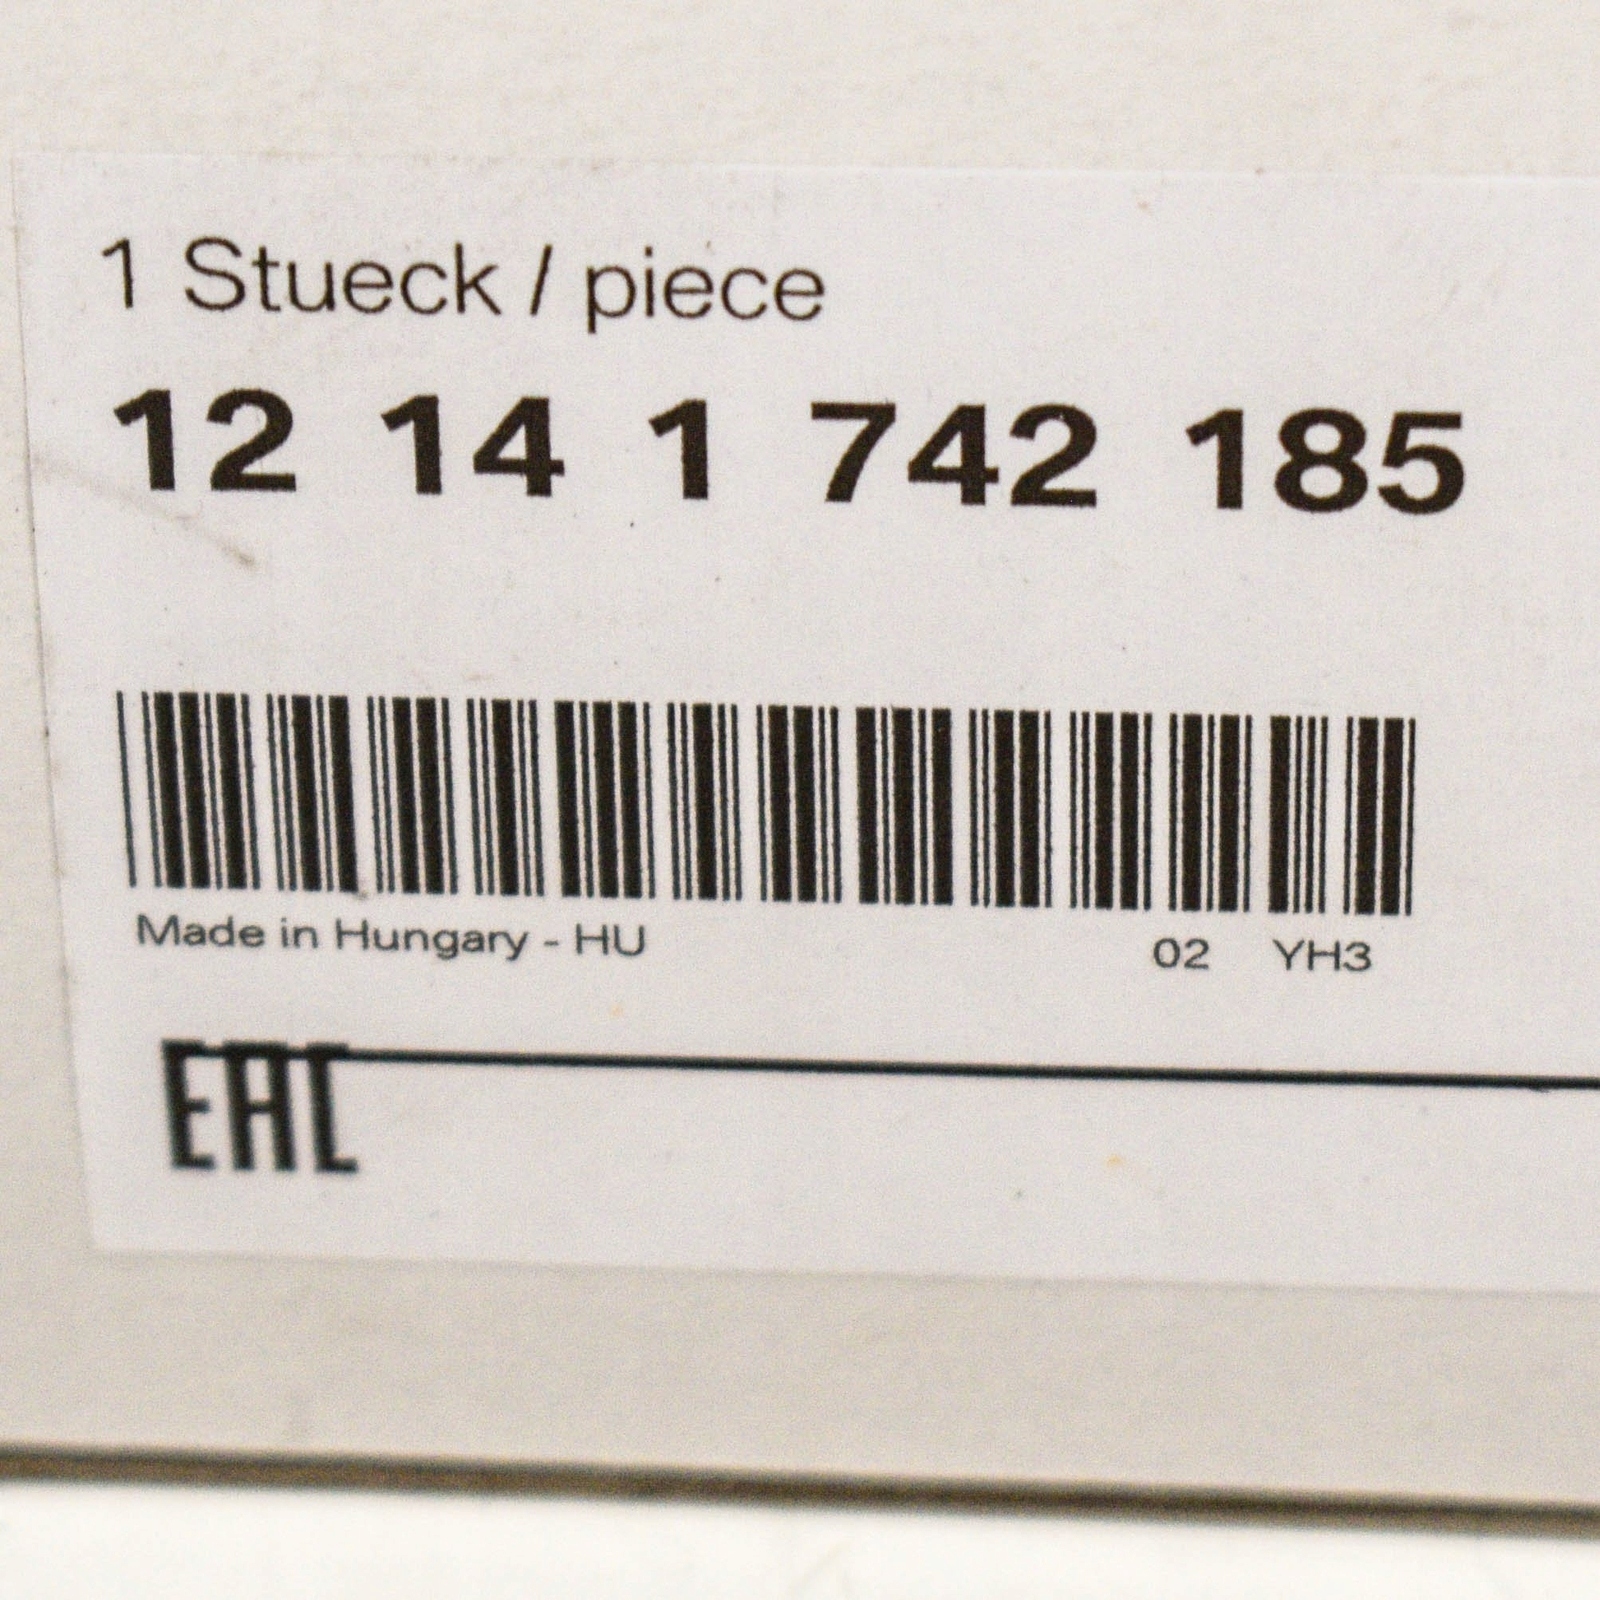 1 Stueck / piece
12 14 1 742 185
Made in Hungary - HU 02 YH3
EAC